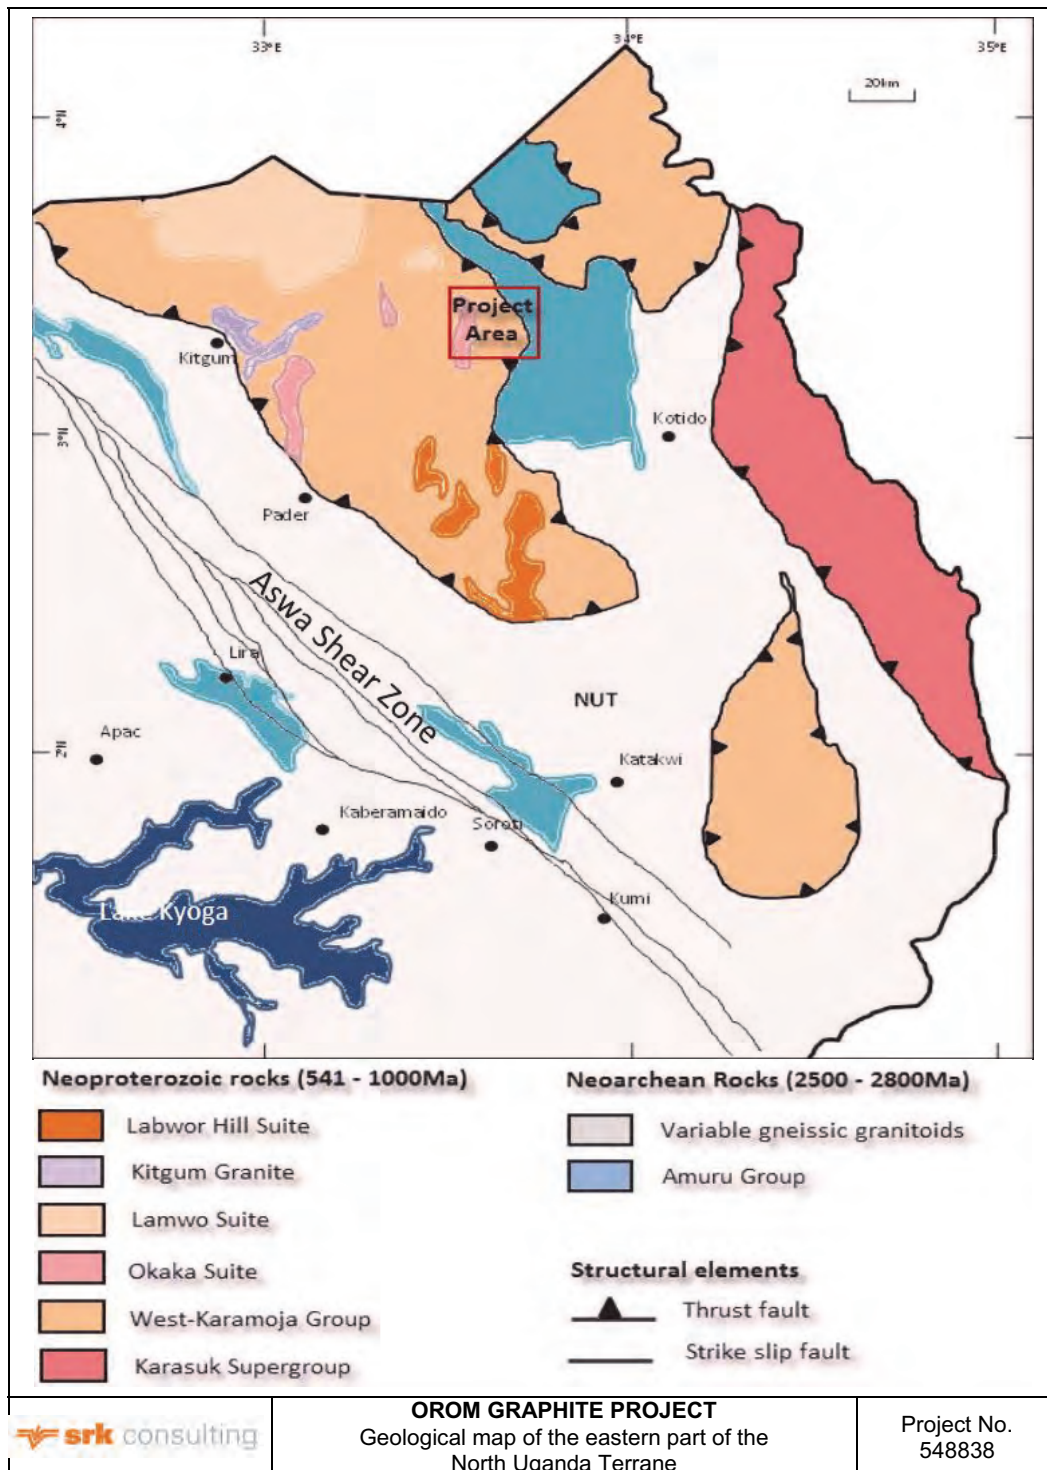 33°E
34°E
35°E
20km
4°N
Project
Area
Kitgum
3°N
Kotido
Pader
Aswa Shear Zone
Lira
NUT
Apac
2°N
Katakwi
Kaberamaido
Soroti
Lake Kyoga
Kumi
Neoproterozoic rocks (541 - 1000Ma)
Labwor Hill Suite
Kitgum Granite
Lamwo Suite
Okaka Suite
West-Karamoja Group
Karasuk Supergroup
Neoarchean Rocks (2500 - 2800Ma)
Variable gneissic granitoids
Amuru Group
Structural elements
Thrust fault
Strike slip fault
srk consulting
OROM GRAPHITE PROJECT
Geological map of the eastern part of the
North Uganda Terrane
Project No.
548838